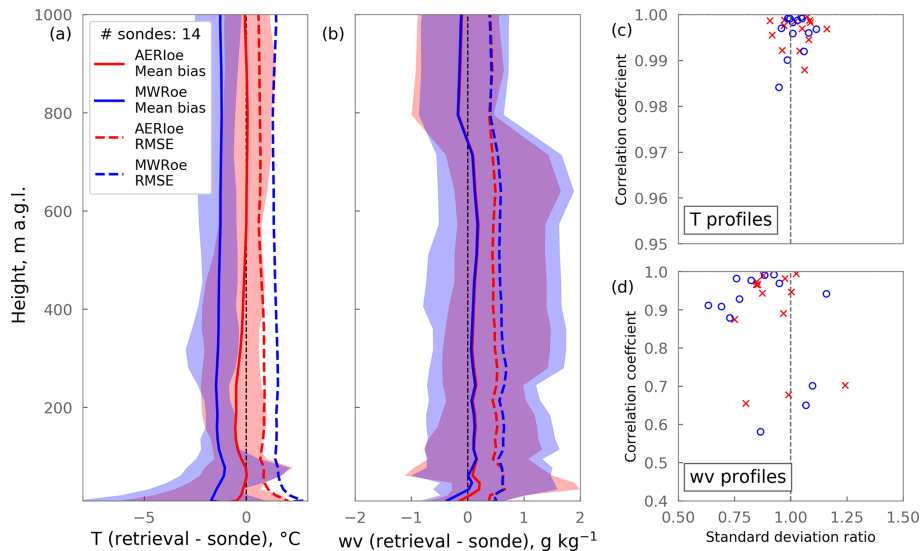 (a)
# sondes: 14
AERIoe
Mean bias
MWRoe
Mean bias
AERIoe
RMSE
MWRoe
RMSE
1000
800
600
400
200
Height, m a.g.l.
−5
0
T (retrieval - sonde), °C
(b)
−2
−1
0
1
2
wv (retrieval - sonde), g kg⁻¹
(c)
1.00
0.99
0.98
0.97
0.96
0.95
Correlation coeffcient
T profiles
(d)
1.0
0.9
0.8
0.7
0.6
0.5
0.4
Correlation coeffcient
wv profiles
0.50
0.75
1.00
1.25
1.50
Standard deviation ratio